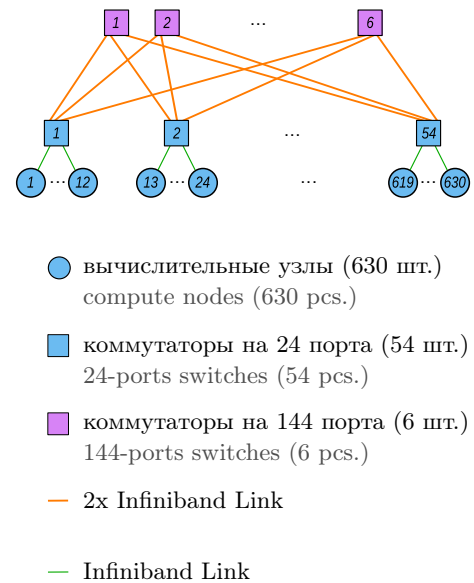 1 2 ... 6
1 2 ... 54
1 ... 12 13 ... 24 ... 619 ... 630
вычислительные узлы (630 шт.)
compute nodes (630 pcs.)
коммутаторы на 24 порта (54 шт.)
24-ports switches (54 pcs.)
коммутаторы на 144 порта (6 шт.)
144-ports switches (6 pcs.)
2x Infiniband Link
Infiniband Link